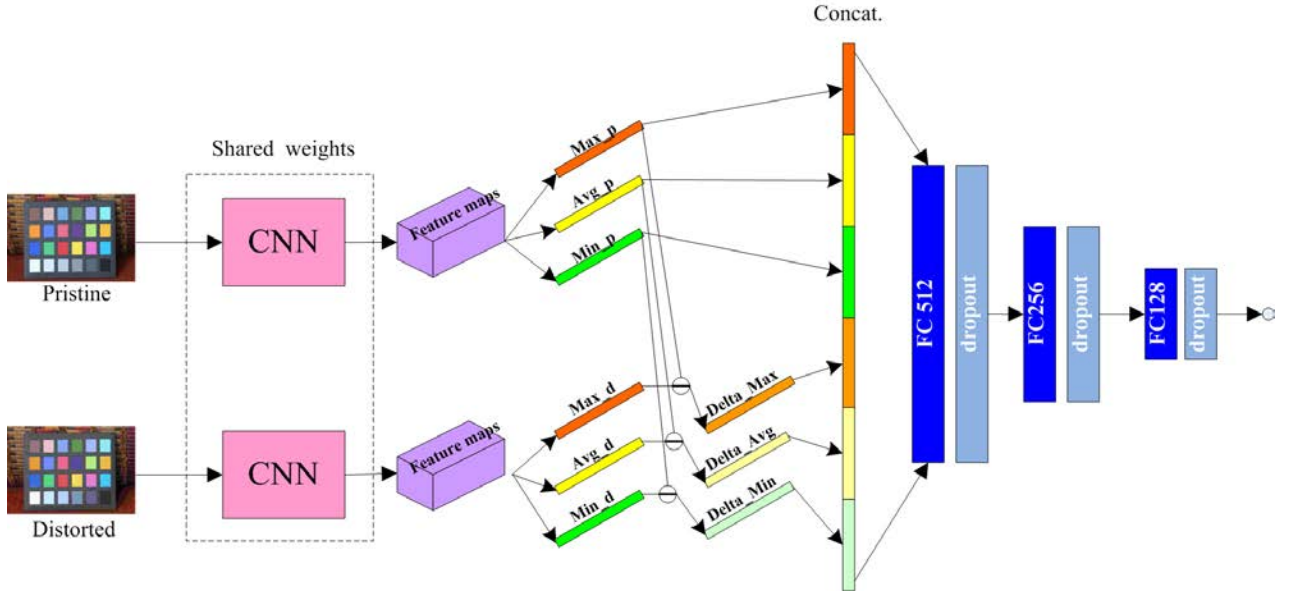 Concat.
Shared weights
Pristine
CNN
Feature maps
Max_p
Avg_p
Min_p
Distorted
CNN
Feature maps
Max_d
Avg_d
Min_d
Delta_Max
Delta_Avg
Delta_Min
FC 512
dropout
FC256
dropout
FC128
dropout